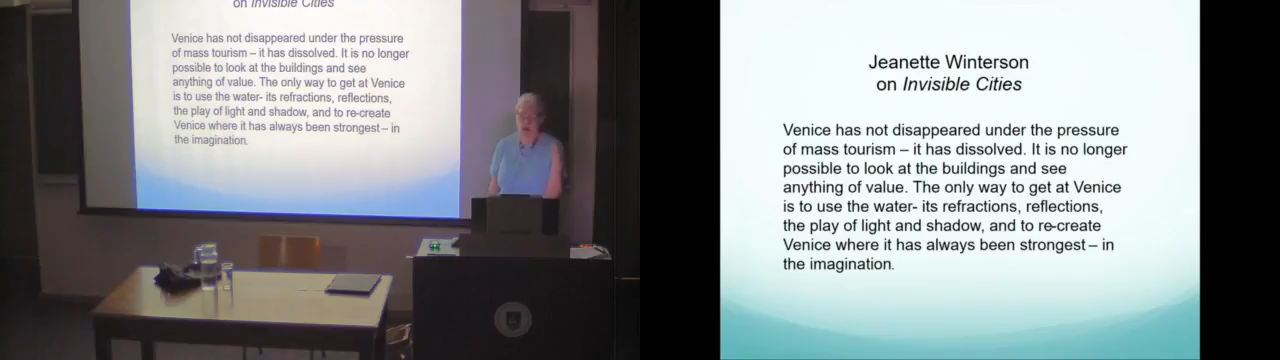 on Invisible Cities
Venice has not disappeared under the pressure
of mass tourism – it has dissolved. It is no longer
possible to look at the buildings and see
anything of value. The only way to get at Venice
is to use the water- its refractions, reflections,
the play of light and shadow, and to re-create
Venice where it has always been strongest – in
the imagination.
Jeanette Winterson
on Invisible Cities
Venice has not disappeared under the pressure
of mass tourism – it has dissolved. It is no longer
possible to look at the buildings and see
anything of value. The only way to get at Venice
is to use the water- its refractions, reflections,
the play of light and shadow, and to re-create
Venice where it has always been strongest – in
the imagination.